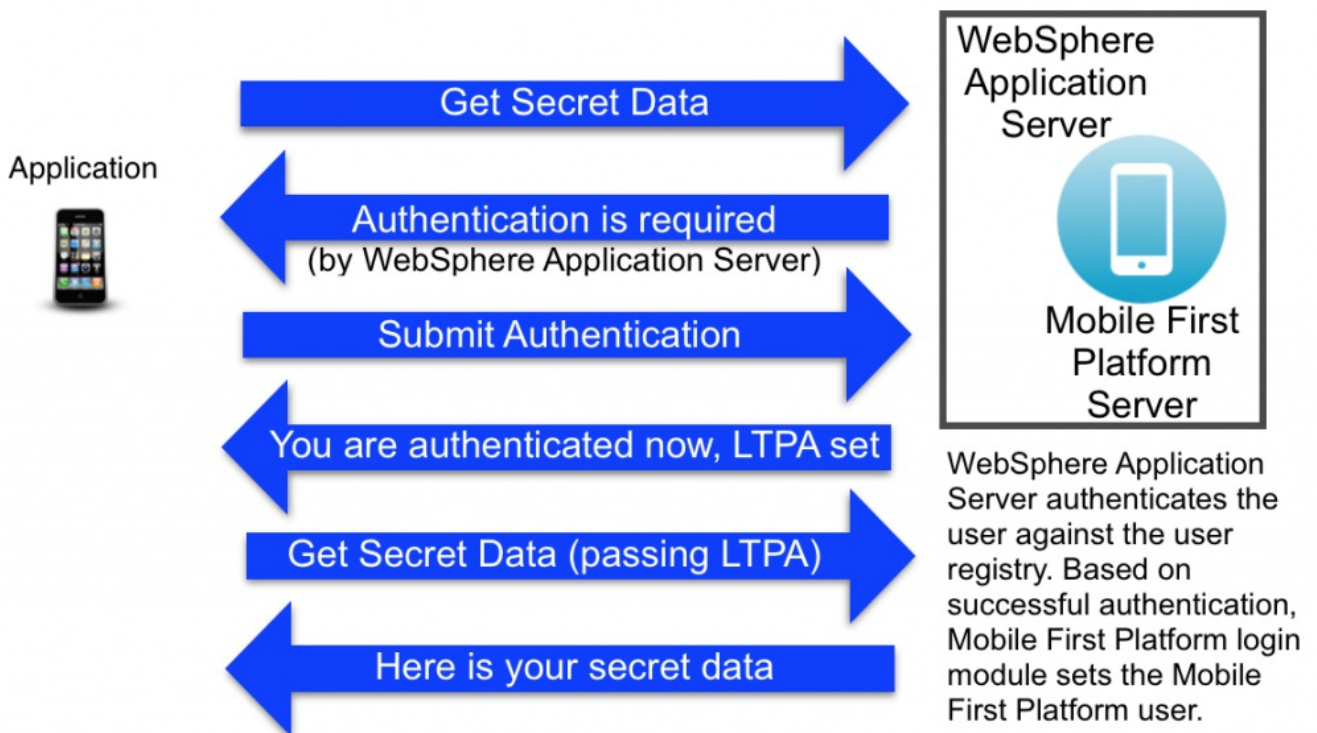 Application
Get Secret Data
Authentication is required
(by WebSphere Application Server)
Submit Authentication
You are authenticated now, LTPA set
Get Secret Data (passing LTPA)
Here is your secret data
WebSphere
Application
Server
Mobile First
Platform
Server
WebSphere Application
Server authenticates the
user against the user
registry. Based on
successful authentication,
Mobile First Platform login
module sets the Mobile
First Platform user.